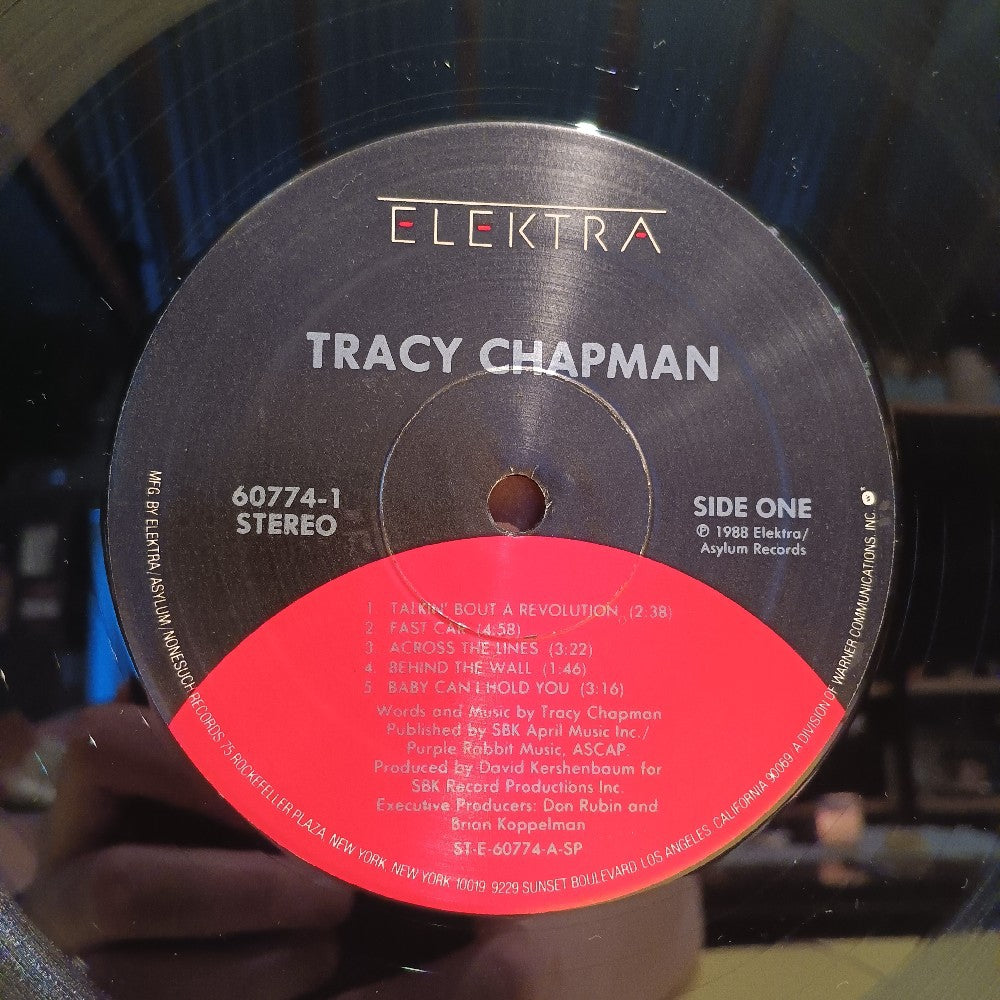 ELEKTRA
TRACY CHAPMAN
60774-1
STEREO
SIDE ONE
℗ 1988 Elektra/
Asylum Records
1. TALKIN' BOUT A REVOLUTION (2:38)
2. FAST CAR (4:58)
3. ACROSS THE LINES (3:22)
4. BEHIND THE WALL (1:46)
5. BABY CAN I HOLD YOU (3:16)
Words and Music by Tracy Chapman
Published by SBK April Music Inc./
Purple Rabbit Music, ASCAP.
Produced by David Kershenbaum for
SBK Record Productions Inc.
Executive Producers: Don Rubin and
Brian Koppelman
ST-E-60774-A-SP
MFG. BY ELEKTRA/ASYLUM/NONESUCH RECORDS 75 ROCKEFELLER PLAZA, NEW YORK, NEW YORK 10019. 9229 SUNSET BOULEVARD LOS ANGELES, CALIFORNIA 90069. A DIVISION OF WARNER COMMUNICATIONS, INC.